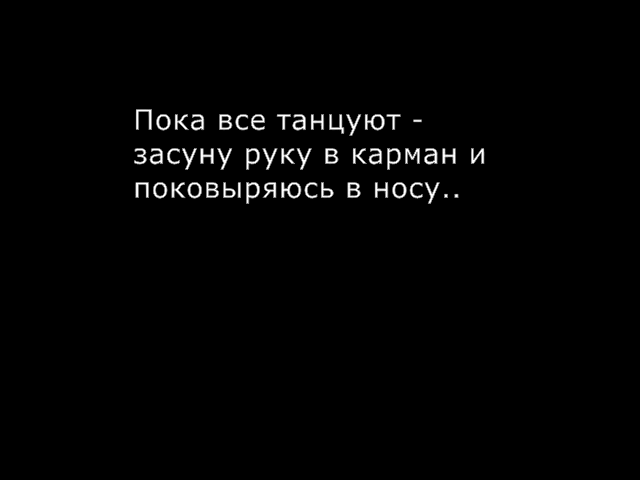 Пока все танцуют -
засуну руку в карман и
поковыряюсь в носу..